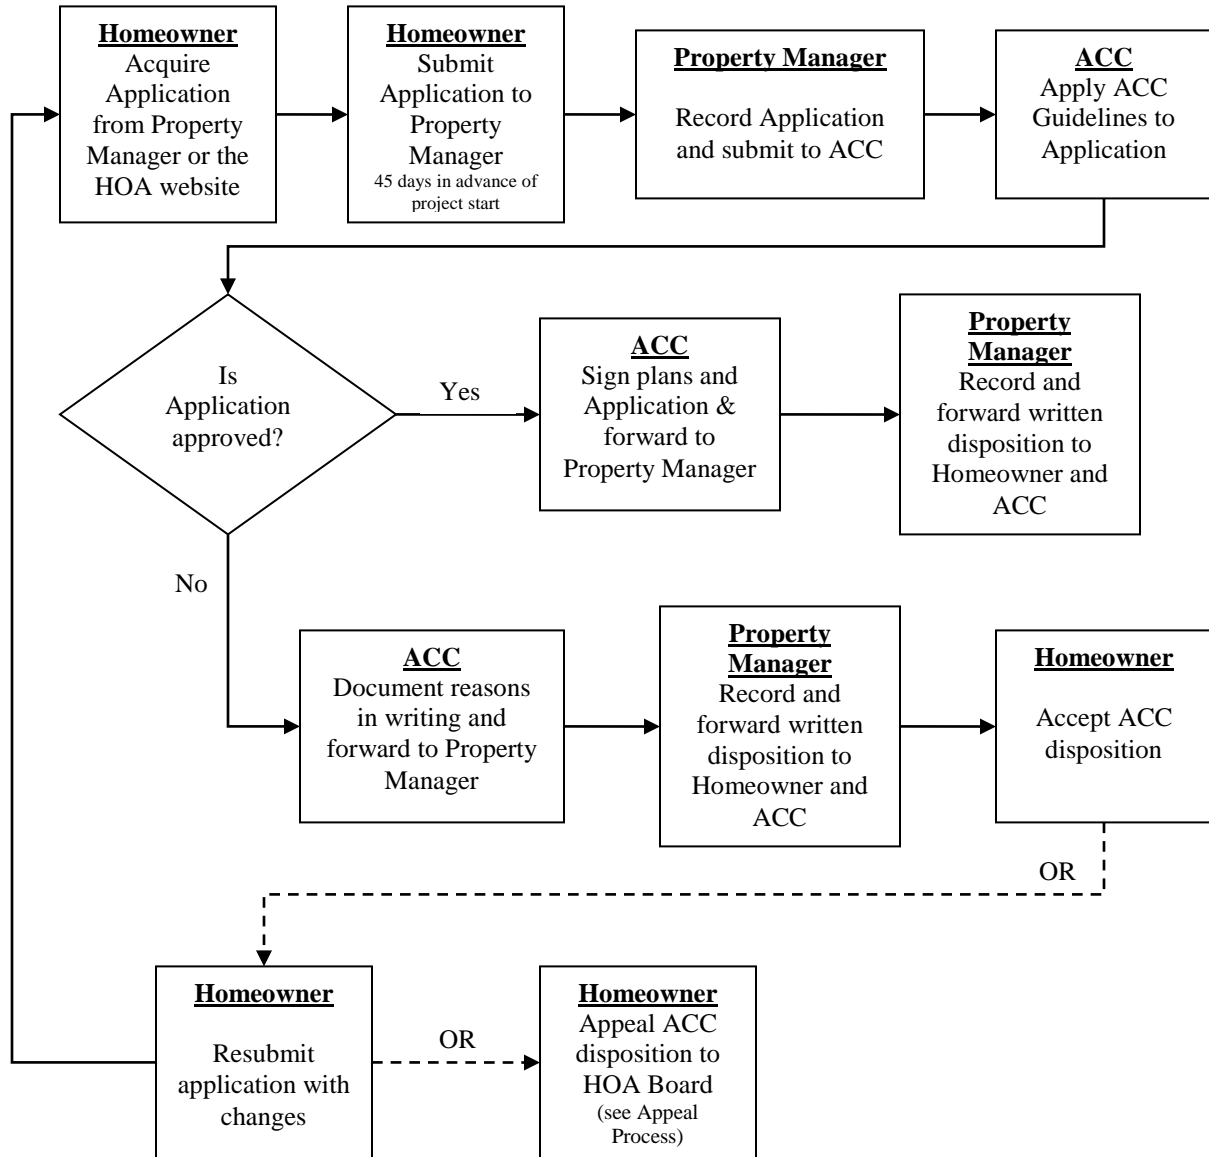 Homeowner
Acquire
Application
from Property
Manager or the
HOA website
Homeowner
Submit
Application to
Property
Manager
45 days in advance of
project start
Property Manager
Record Application
and submit to ACC
ACC
Apply ACC
Guidelines to
Application
Is
Application
approved?
Yes
ACC
Sign plans and
Application &
forward to
Property Manager
Property
Manager
Record and
forward written
disposition to
Homeowner and
ACC
No
ACC
Document reasons
in writing and
forward to Property
Manager
Property
Manager
Record and
forward written
disposition to
Homeowner and
ACC
Homeowner
Accept ACC
disposition
OR
Homeowner
Resubmit
application with
changes
OR
Homeowner
Appeal ACC
disposition to
HOA Board
(see Appeal
Process)